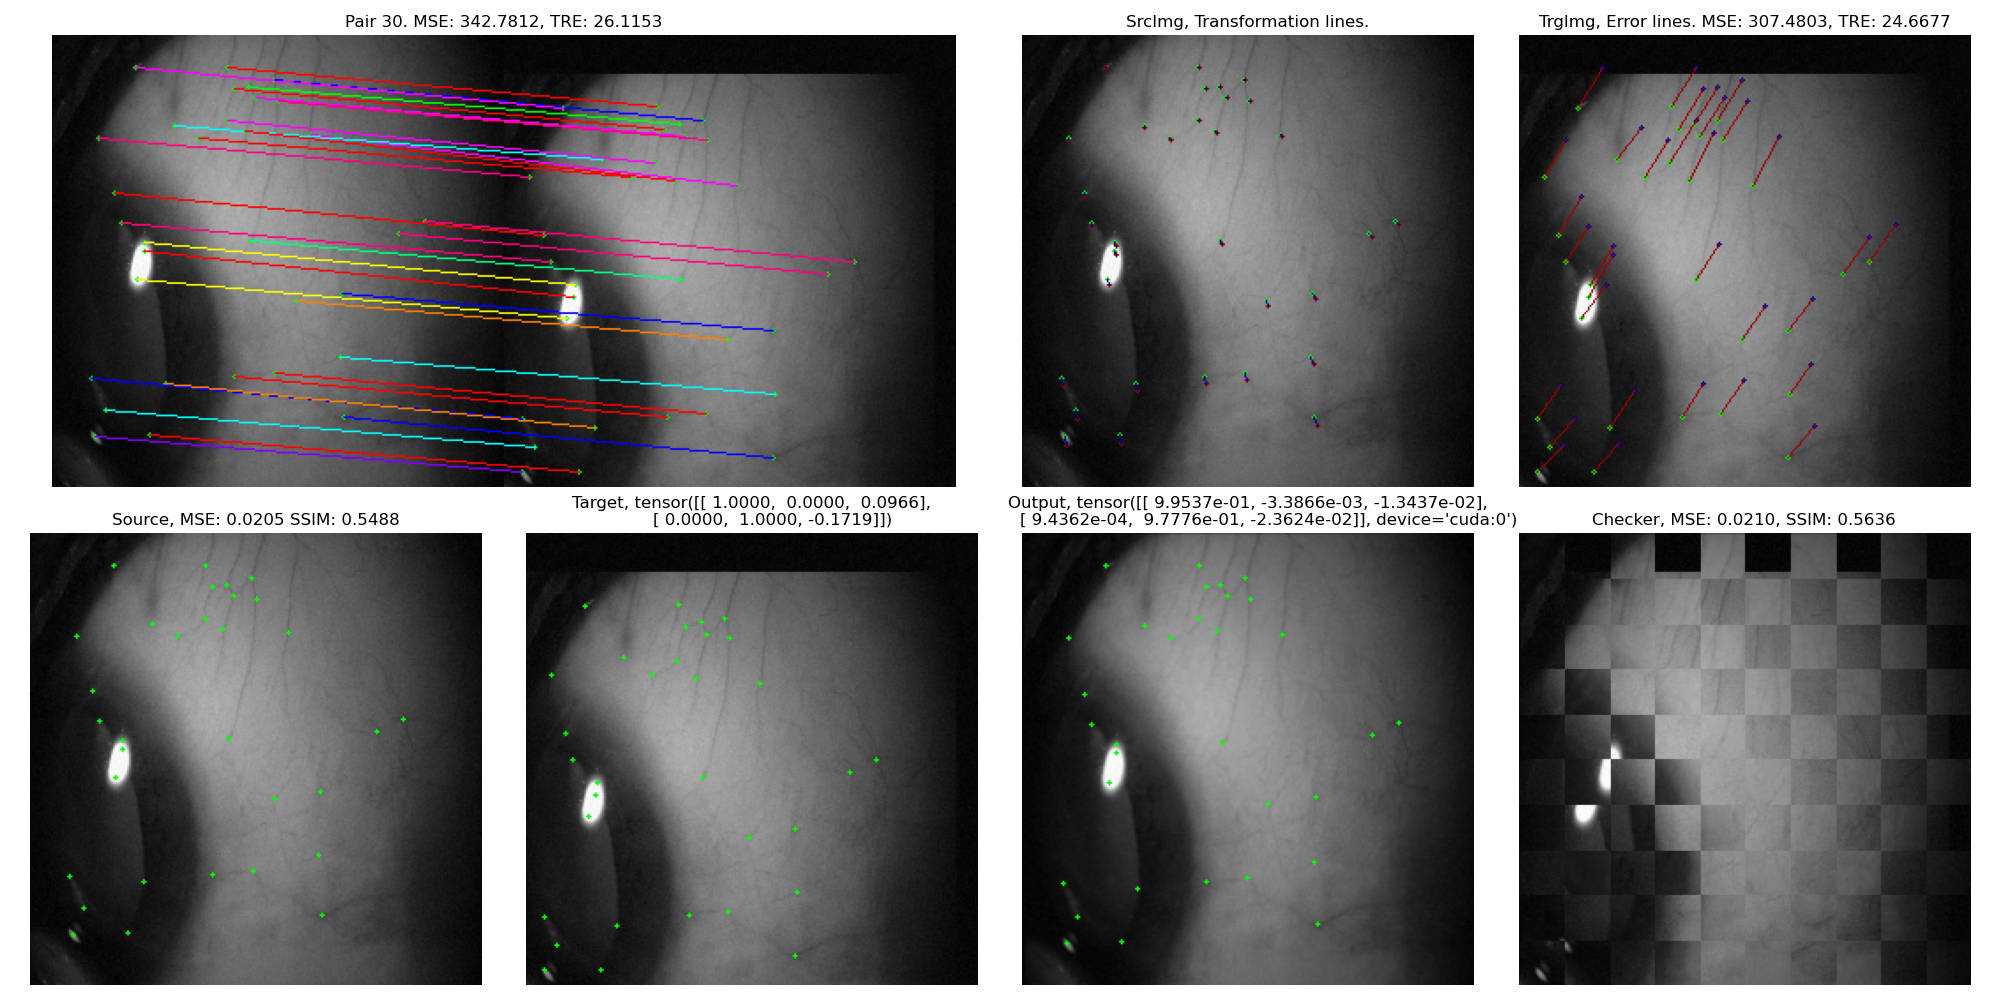 Pair 30. MSE: 342.7812, TRE: 26.1153
SrcImg, Transformation lines.
TrgImg, Error lines. MSE: 307.4803, TRE: 24.6677
Source, MSE: 0.0205 SSIM: 0.5488
Target, tensor([[ 1.0000,  0.0000,  0.0966],
[ 0.0000,  1.0000, -0.1719]])
Output, tensor([[ 9.9537e-01, -3.3866e-03, -1.3437e-02],
[ 9.4362e-04,  9.7776e-01, -2.3624e-02]], device='cuda:0')
Checker, MSE: 0.0210, SSIM: 0.5636